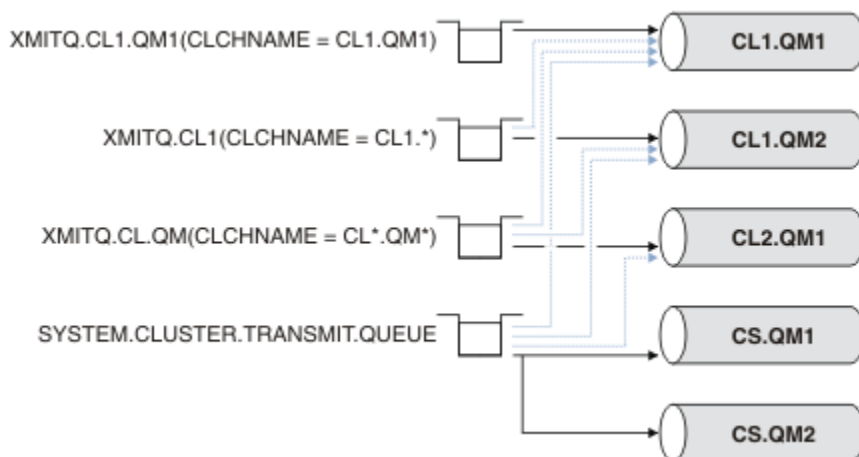 XMITQ.CL1.QM1(CLCHNAME = CL1.QM1)
CL1.QM1
XMITQ.CL1(CLCHNAME = CL1.*)
CL1.QM2
XMITQ.CL.QM(CLCHNAME = CL*.QM*)
CL2.QM1
SYSTEM.CLUSTER.TRANSMIT.QUEUE
CS.QM1
CS.QM2